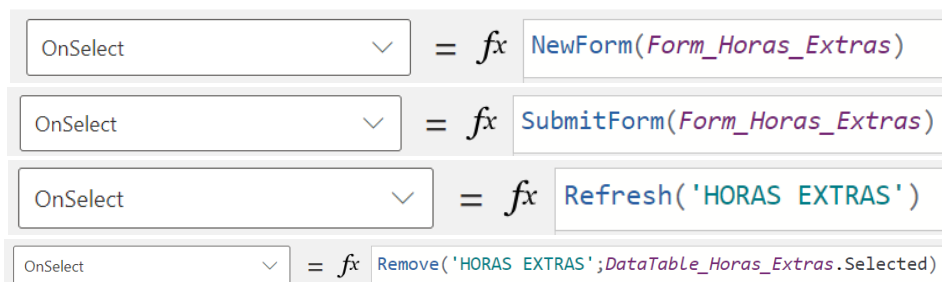 OnSelect = fx NewForm(Form_Horas_Extras)
OnSelect = fx SubmitForm(Form_Horas_Extras)
OnSelect = fx Refresh('HORAS EXTRAS')
OnSelect = fx Remove('HORAS EXTRAS';DataTable_Horas_Extras.Selected)